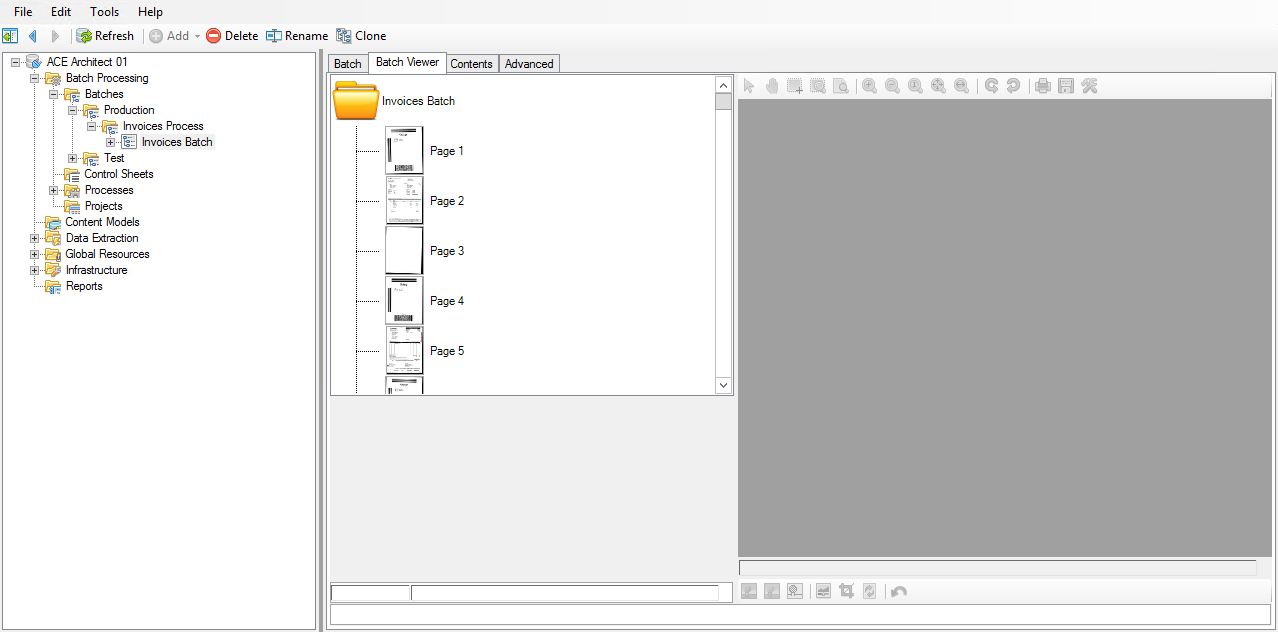 File Edit Tools Help
Refresh Add Delete Rename Clone
ACE Architect 01
Batch Processing
Batches
Production
Invoices Process
Invoices Batch
Test
Control Sheets
Processes
Projects
Content Models
Data Extraction
Global Resources
Infrastructure
Reports
Batch Batch Viewer Contents Advanced
Invoices Batch
Page 1
Page 2
Page 3
Page 4
Page 5